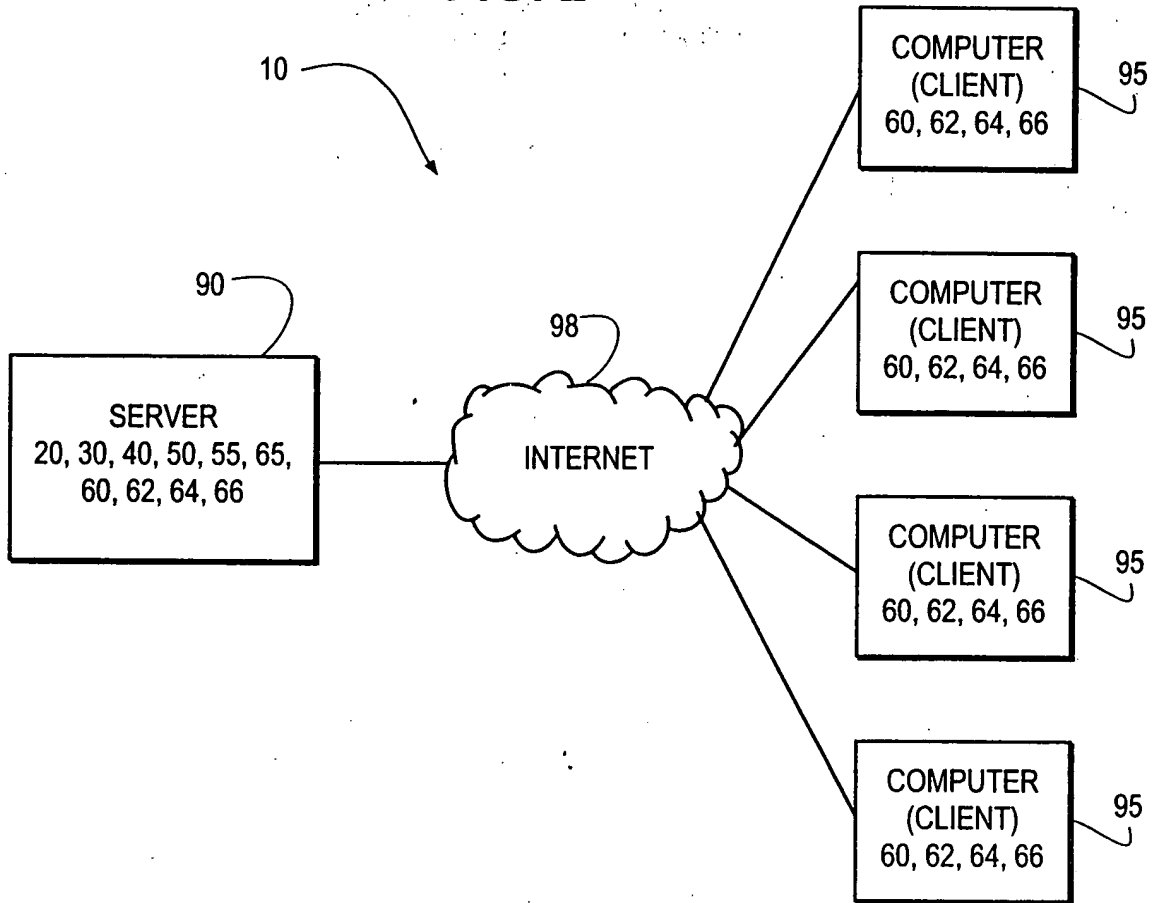 10
90
SERVER
20, 30, 40, 50, 55, 65,
60, 62, 64, 66
98
INTERNET
COMPUTER
(CLIENT)
60, 62, 64, 66
95
COMPUTER
(CLIENT)
60, 62, 64, 66
95
COMPUTER
(CLIENT)
60, 62, 64, 66
95
COMPUTER
(CLIENT)
60, 62, 64, 66
95